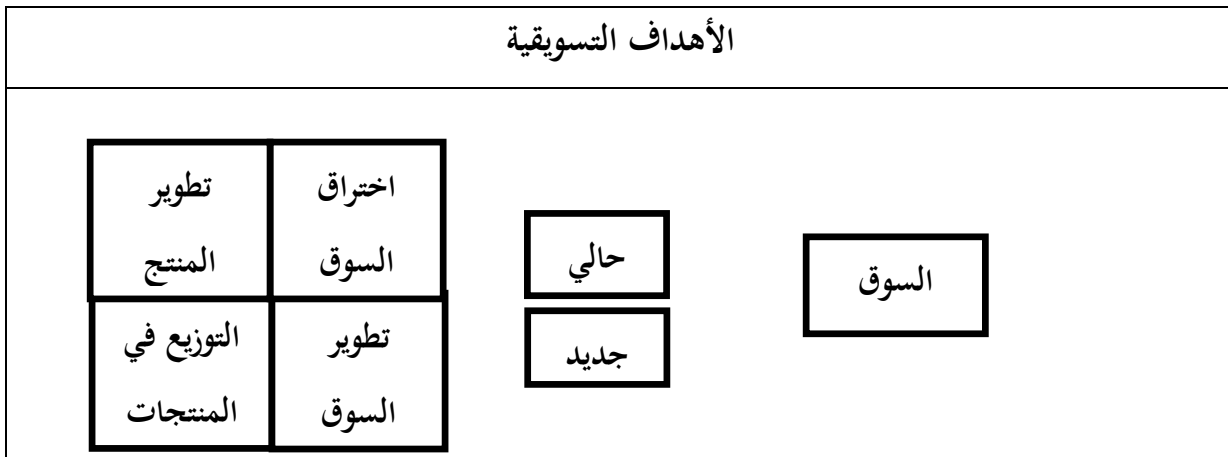 الأهداف التسويقية
السوق
حالي
جديد
اختراق
السوق
تطوير
المنتج
تطوير
السوق
التوزيع في
المنتجات